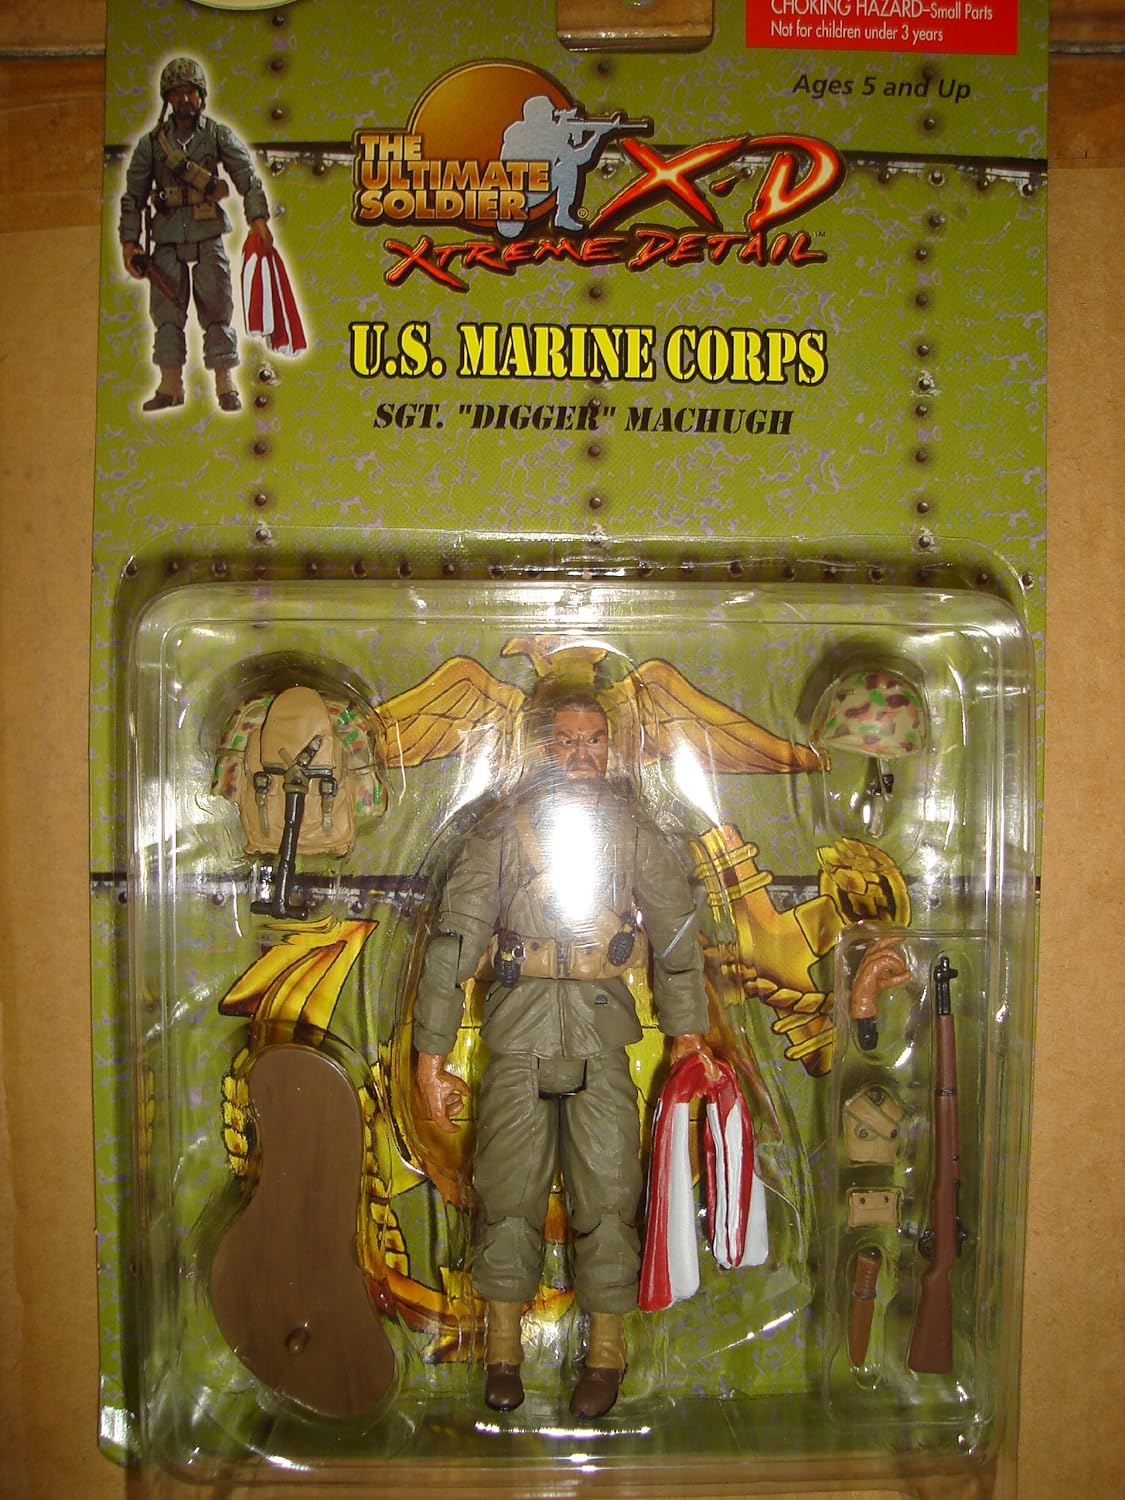 CHOKING HAZARD–Small Parts
Not for children under 3 years
Ages 5 and Up
THE
ULTIMATE
SOLDIER®
X-D
XTREME DETAIL™
U.S. MARINE CORPS
SGT. "DIGGER" MACHUGH